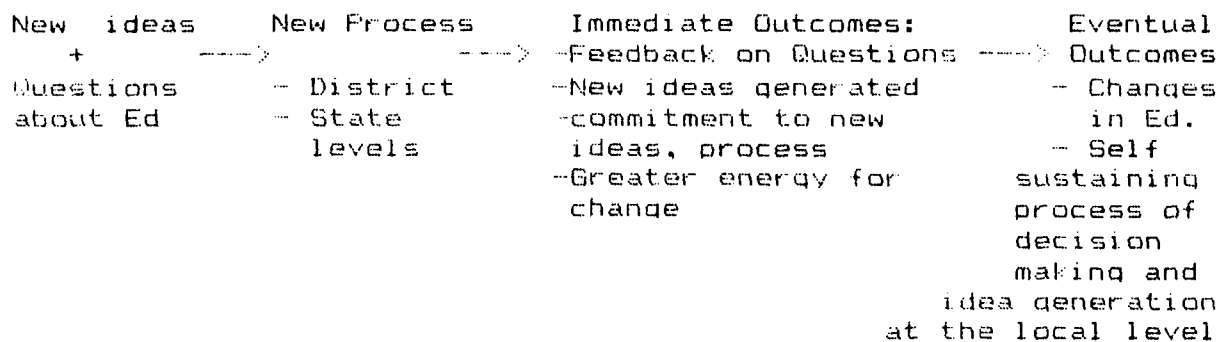 New ideas    New Process    Immediate Outcomes:    Eventual
+    ---->    ---->    -Feedback on Questions    ---->    Outcomes
Questions    - District    -New ideas generated    - Changes
about Ed    - State    -commitment to new    in Ed.
levels    ideas, process    - Self
-Greater energy for    sustaining
change    process of
decision
making and
idea generation
at the local level